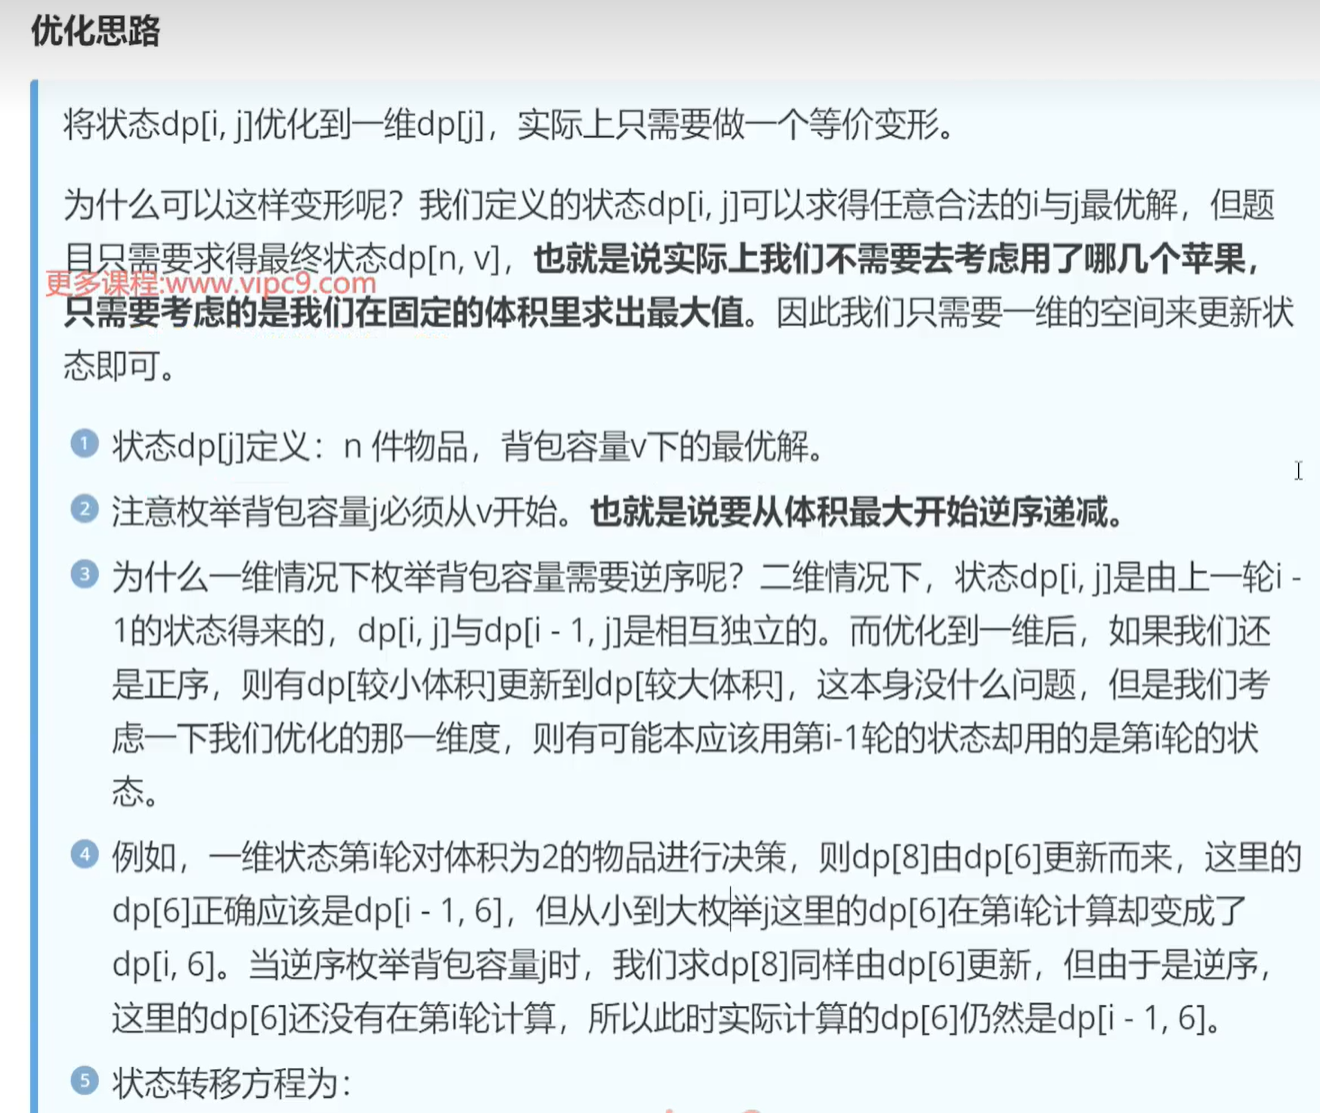 优化思路
将状态dp[i, j]优化到一维dp[j]，实际上只需要做一个等价变形。
为什么可以这样变形呢？我们定义的状态dp[i, j]可以求得任意合法的i与j最优解，但题
目只需要求得最终状态dp[n, v]，也就是说实际上我们不需要去考虑用了哪几个苹果，
更多课程:www.vipc9.com
只需要考虑的是我们在固定的体积里求出最大值。因此我们只需要一维的空间来更新状
态即可。
1 状态dp[j]定义：n 件物品，背包容量v下的最优解。
2 注意枚举背包容量j必须从v开始。也就是说要从体积最大开始逆序递减。
3 为什么一维情况下枚举背包容量需要逆序呢？二维情况下，状态dp[i, j]是由上一轮i -
1的状态得来的，dp[i, j]与dp[i - 1, j]是相互独立的。而优化到一维后，如果我们还
是正序，则有dp[较小体积]更新到dp[较大体积]，这本身没什么问题，但是我们考
虑一下我们优化的那一维度，则有可能本应该用第i-1轮的状态却用的是第i轮的状
态。
4 例如，一维状态第i轮对体积为2的物品进行决策，则dp[8]由dp[6]更新而来，这里的
dp[6]正确应该是dp[i - 1, 6]，但从小到大枚举j这里的dp[6]在第i轮计算却变成了
dp[i, 6]。当逆序枚举背包容量j时，我们求dp[8]同样由dp[6]更新，但由于是逆序，
这里的dp[6]还没有在第i轮计算，所以此时实际计算的dp[6]仍然是dp[i - 1, 6]。
5 状态转移方程为：